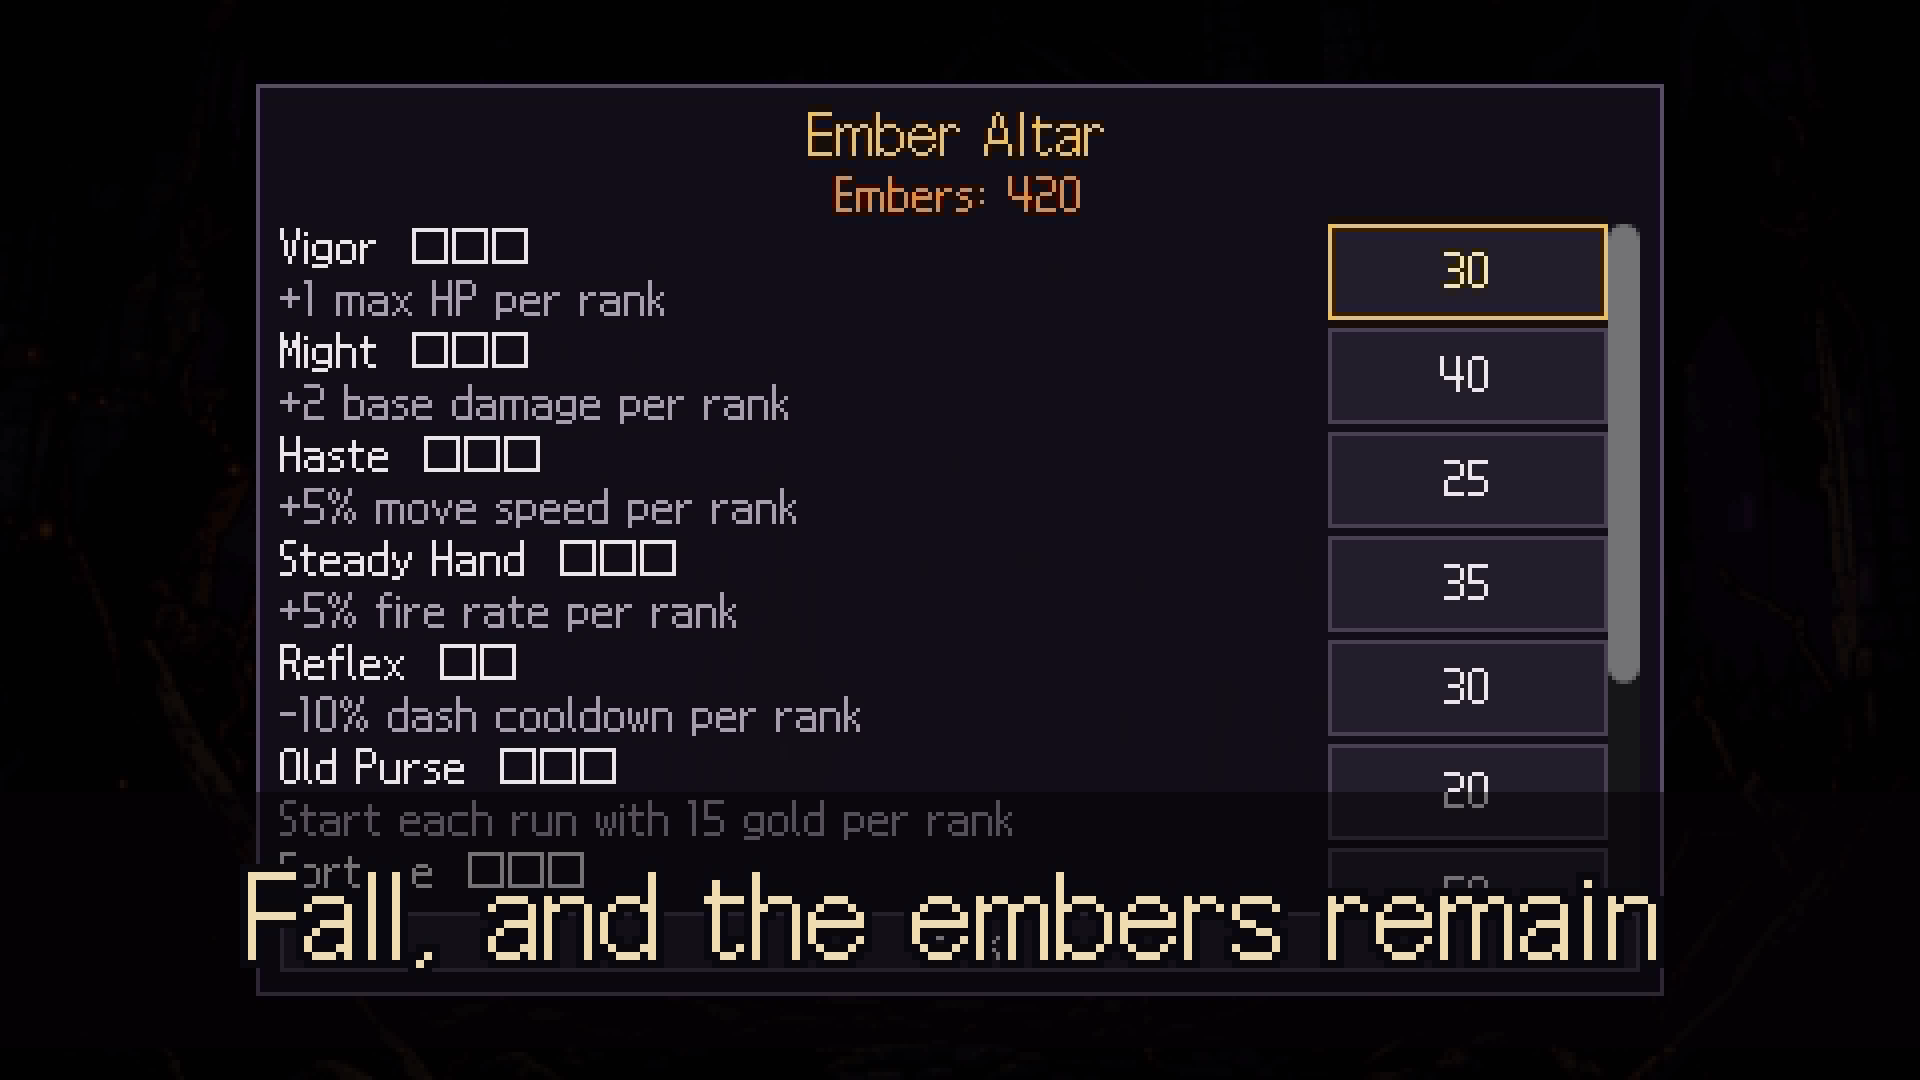 Ember Altar
Embers: 420
Vigor
30
+1 max HP per rank
Might
40
+2 base damage per rank
Haste
25
+5% move speed per rank
Steady Hand
35
+5% fire rate per rank
Reflex
30
-10% dash cooldown per rank
Old Purse
20
Start each run with 15 gold per rank
Fall, and the embers remain